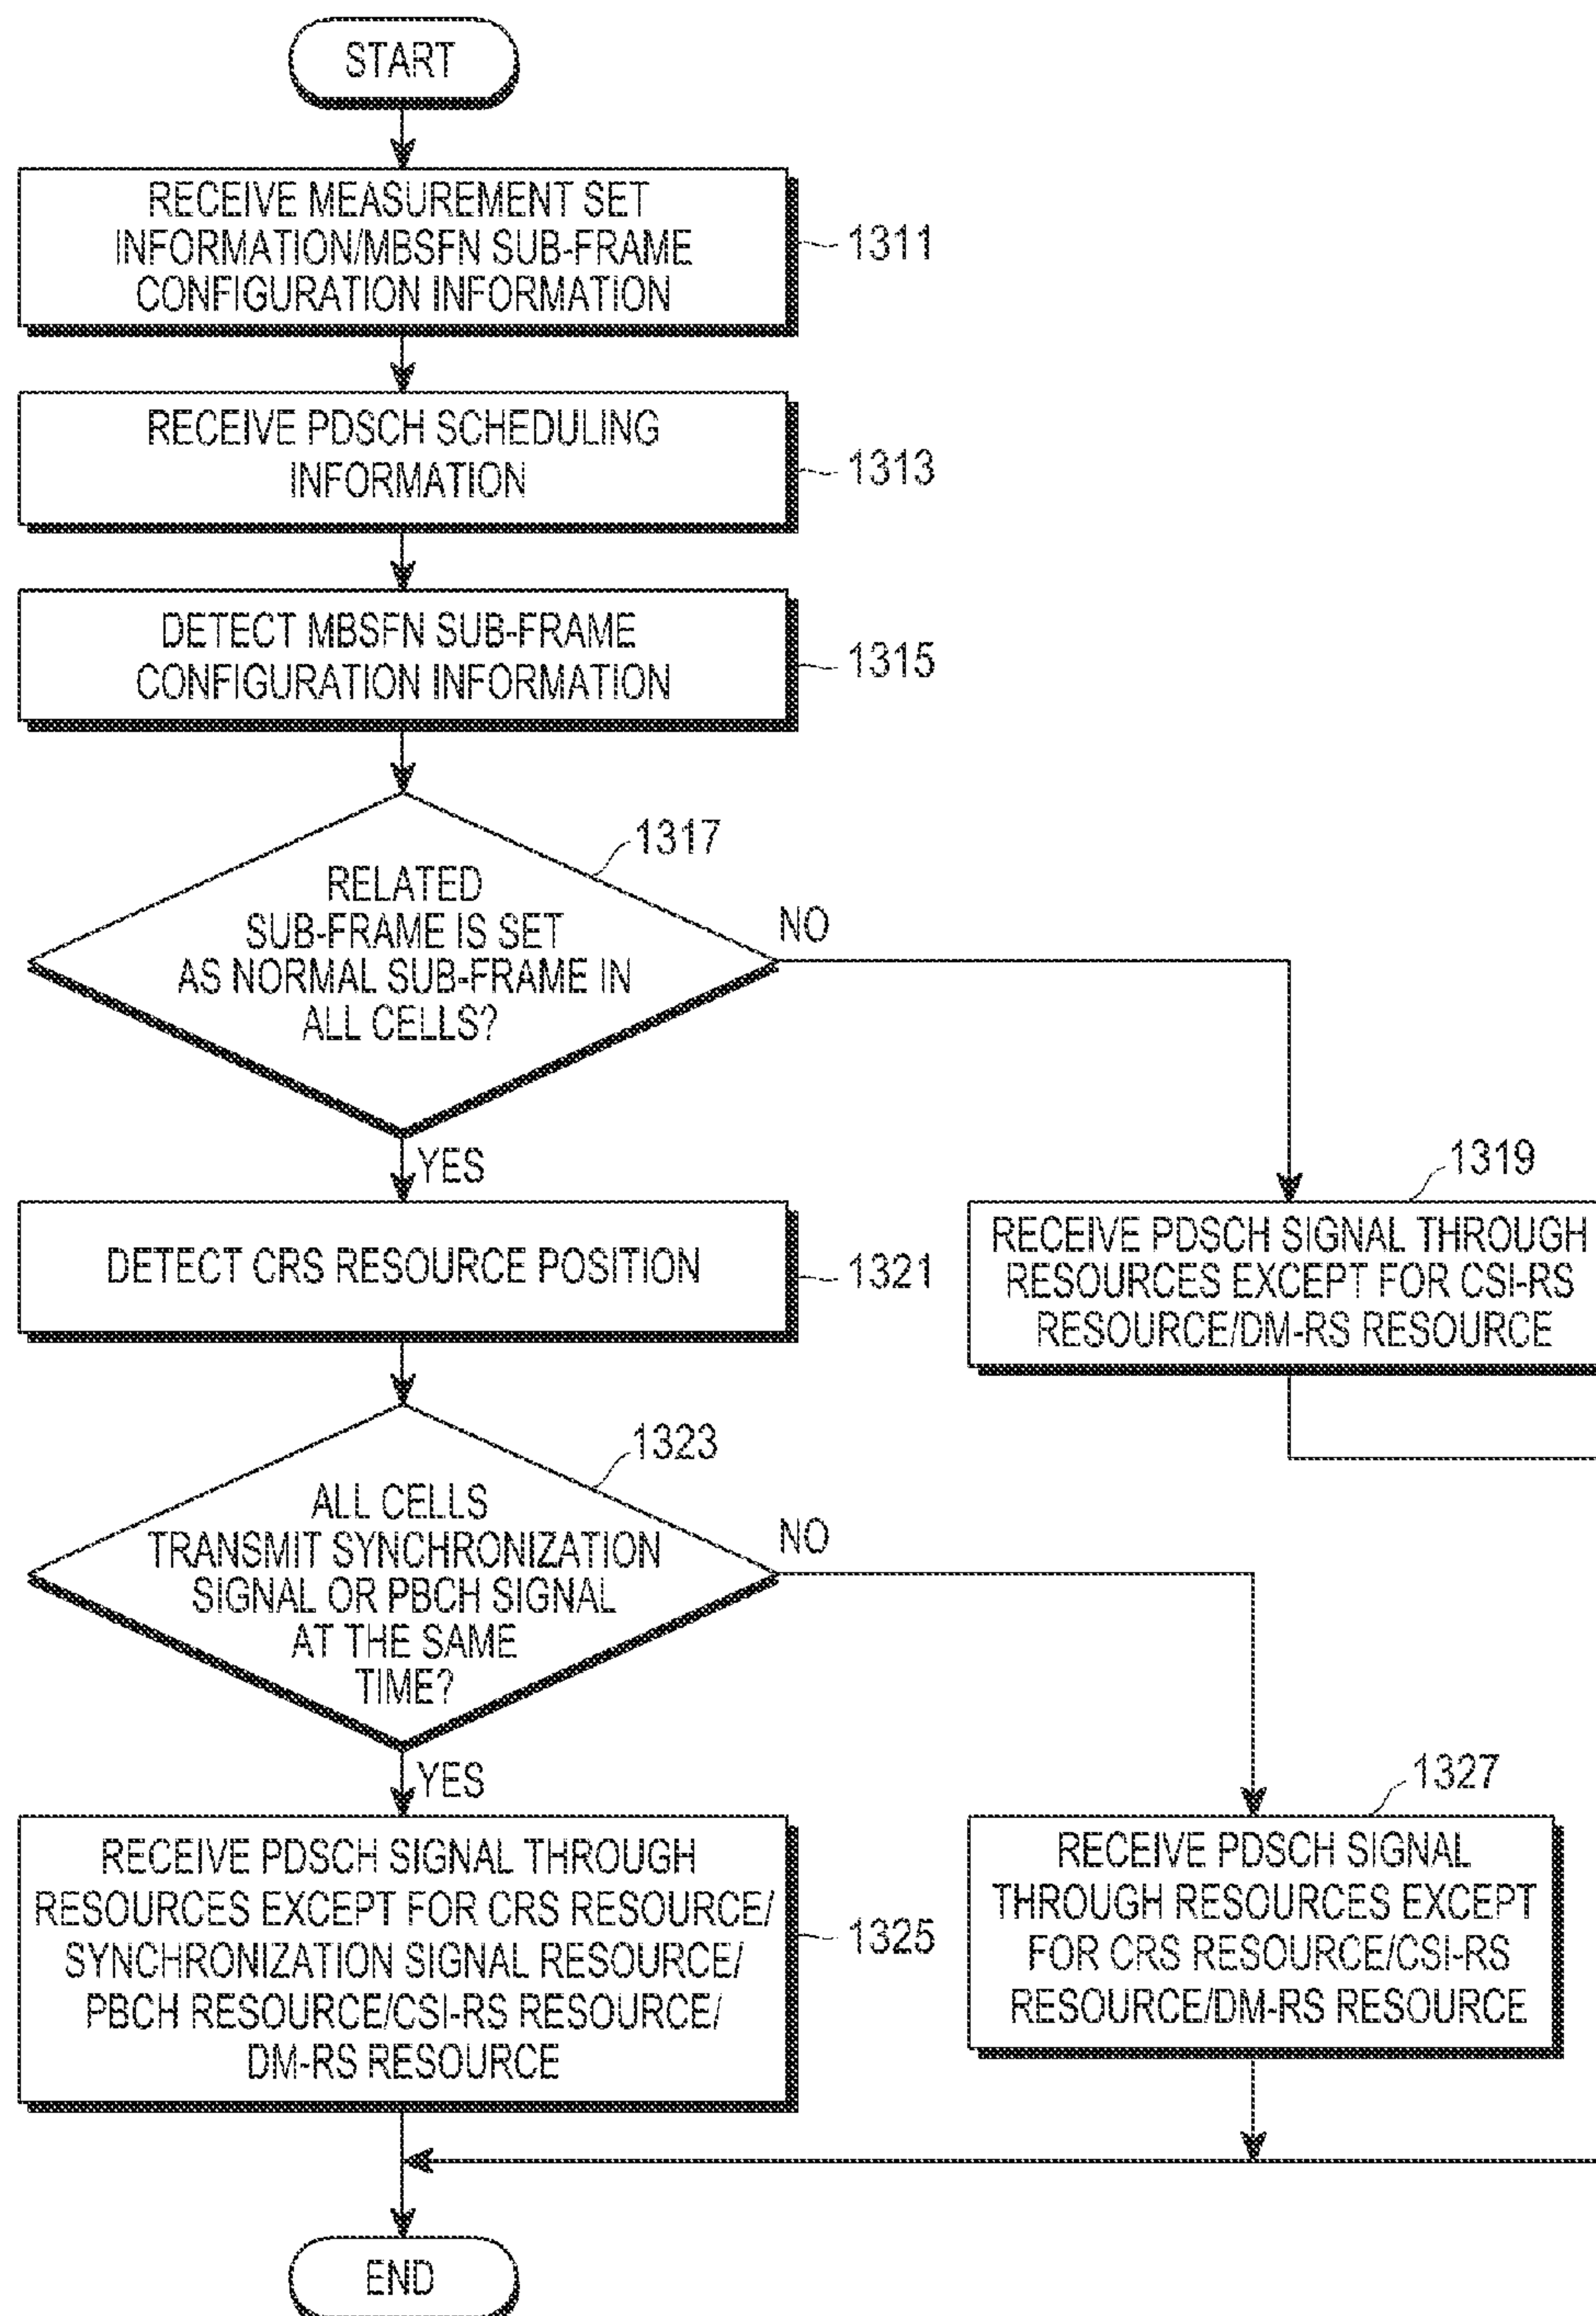 START
RECEIVE MEASUREMENT SET
INFORMATION/MBSFN SUB-FRAME
CONFIGURATION INFORMATION
1311
RECEIVE PDSCH SCHEDULING
INFORMATION
1313
DETECT MBSFN SUB-FRAME
CONFIGURATION INFORMATION
1315
1317
RELATED
SUB-FRAME IS SET
AS NORMAL SUB-FRAME IN
ALL CELLS?
NO
YES
1319
RECEIVE PDSCH SIGNAL THROUGH
RESOURCES EXCEPT FOR CSI-RS
RESOURCE/DM-RS RESOURCE
DETECT CRS RESOURCE POSITION
1321
1323
ALL CELLS
TRANSMIT SYNCHRONIZATION
SIGNAL OR PBCH SIGNAL
AT THE SAME
TIME?
NO
YES
1327
RECEIVE PDSCH SIGNAL
THROUGH RESOURCES EXCEPT
FOR CRS RESOURCE/CSI-RS
RESOURCE/DM-RS RESOURCE
RECEIVE PDSCH SIGNAL THROUGH
RESOURCES EXCEPT FOR CRS RESOURCE/
SYNCHRONIZATION SIGNAL RESOURCE/
PBCH RESOURCE/CSI-RS RESOURCE/
DM-RS RESOURCE
1325
END